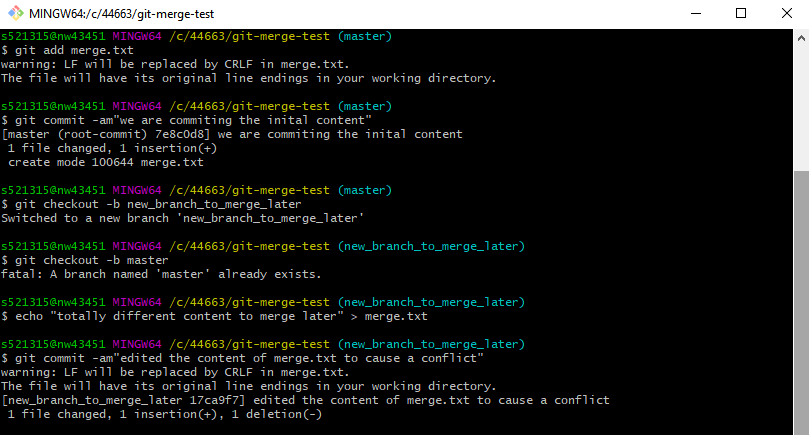 MINGW64:/c/44663/git-merge-test
s521315@nw43451 MINGW64 /c/44663/git-merge-test (master)
$ git add merge.txt
warning: LF will be replaced by CRLF in merge.txt.
The file will have its original line endings in your working directory.
s521315@nw43451 MINGW64 /c/44663/git-merge-test (master)
$ git commit -am"we are commiting the inital content"
[master (root-commit) 7e8c0d8] we are commiting the inital content
 1 file changed, 1 insertion(+)
 create mode 100644 merge.txt
s521315@nw43451 MINGW64 /c/44663/git-merge-test (master)
$ git checkout -b new_branch_to_merge_later
Switched to a new branch 'new_branch_to_merge_later'
s521315@nw43451 MINGW64 /c/44663/git-merge-test (new_branch_to_merge_later)
$ git checkout -b master
fatal: A branch named 'master' already exists.
s521315@nw43451 MINGW64 /c/44663/git-merge-test (new_branch_to_merge_later)
$ echo "totally different content to merge later" > merge.txt
s521315@nw43451 MINGW64 /c/44663/git-merge-test (new_branch_to_merge_later)
$ git commit -am"edited the content of merge.txt to cause a conflict"
warning: LF will be replaced by CRLF in merge.txt.
The file will have its original line endings in your working directory.
[new_branch_to_merge_later 17ca9f7] edited the content of merge.txt to cause a conflict
 1 file changed, 1 insertion(+), 1 deletion(-)